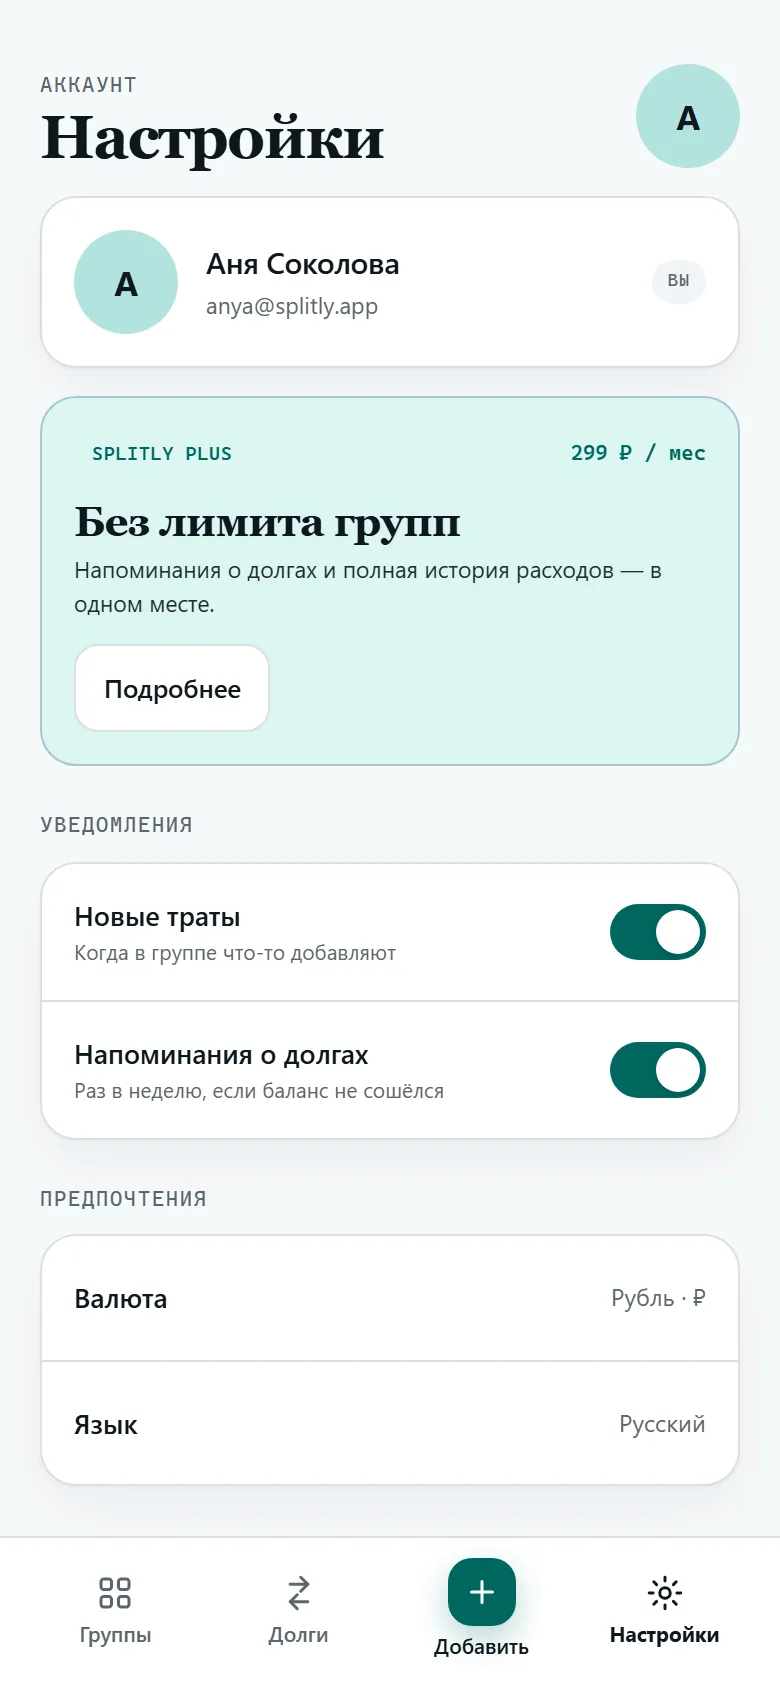 АККАУНТ
Настройки
А
А
Аня Соколова
anya@splitly.app
ВЫ
SPLITLY PLUS
299 ₽ / мес
Без лимита групп
Напоминания о долгах и полная история расходов — в
одном месте.
Подробнее
УВЕДОМЛЕНИЯ
Новые траты
Когда в группе что-то добавляют
Напоминания о долгах
Раз в неделю, если баланс не сошёлся
ПРЕДПОЧТЕНИЯ
Валюта
Рубль · ₽
Язык
Русский
Группы
Долги
Добавить
Настройки